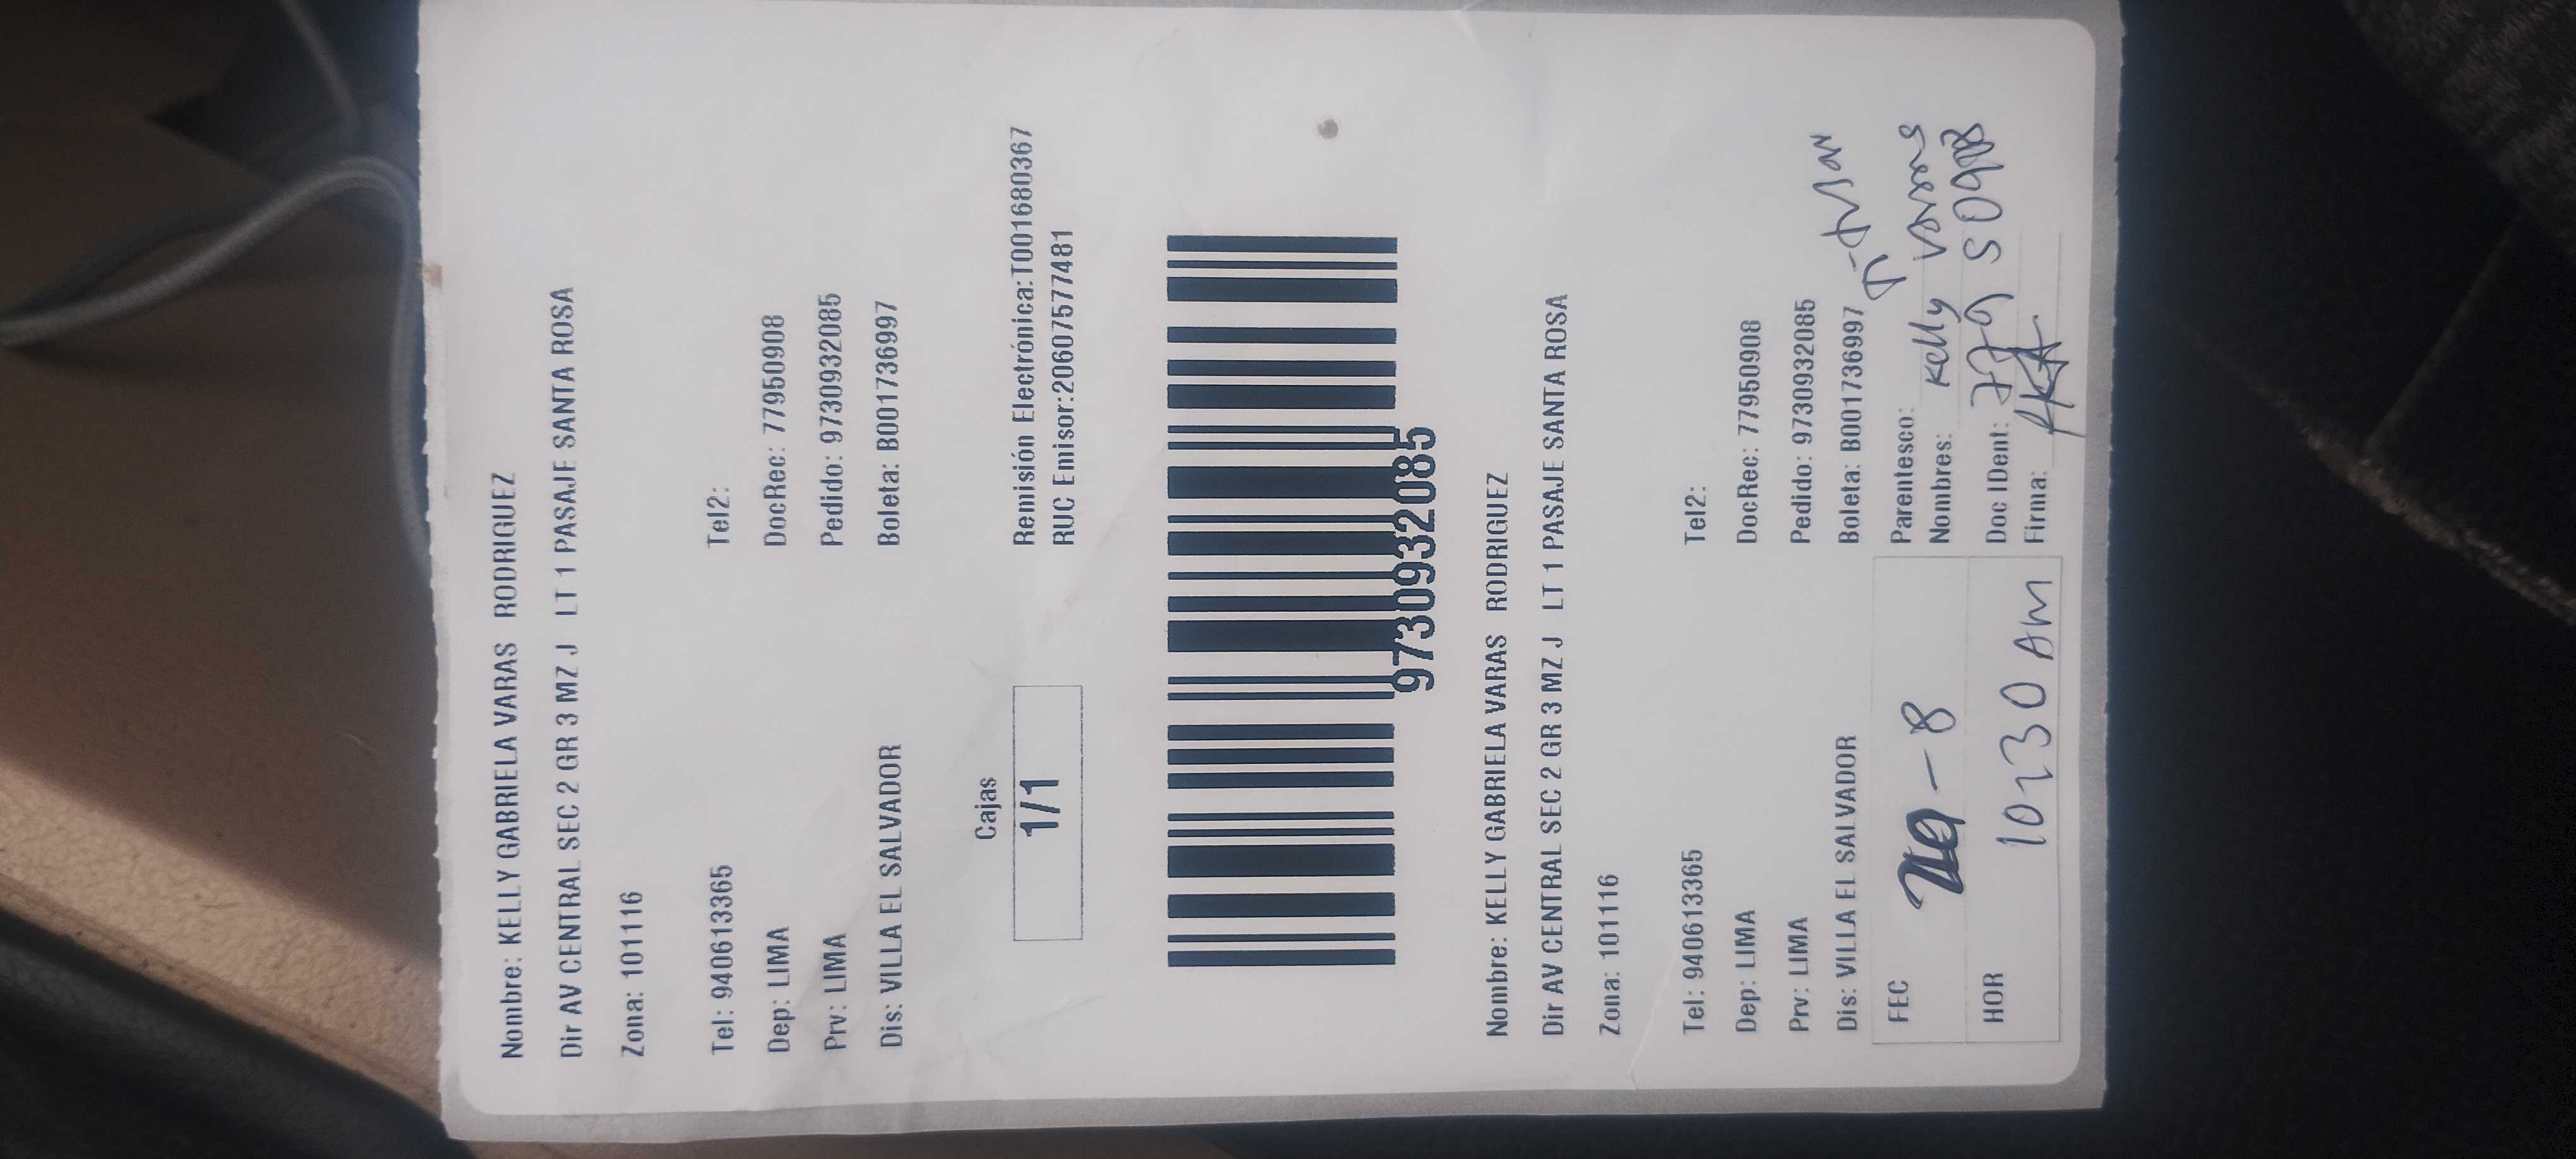 Nombre: KELLY GABRIELA VARAS RODRIGUEZ
Dir AV CENTRAL SEC 2 GR 3 MZ J LT 1 PASAJE SANTA ROSA
Zona: 101116
Tel: 940613365 Tel2:
Dep: LIMA DocRec: 77950908
Prv: LIMA Pedido: 9730932085
Dis: VILLA EL SALVADOR Boleta: B001736997
Cajas
1/1
Remisión Electrónica:T001680367
RUC Emisor:20607577481
9730932085
Nombre: KELLY GABRIELA VARAS RODRIGUEZ
Dir AV CENTRAL SEC 2 GR 3 MZ J LT 1 PASAJE SANTA ROSA
Zona: 101116
Tel: 940613365 Tel2:
Dep: LIMA DocRec: 77950908
Prv: LIMA Pedido: 9730932085
Dis: VILLA EL SALVADOR Boleta: B001736997
FEC Parentesco:
Nombres: Kelly Varas
HOR 10:30 AM Doc IDent:
Firma: